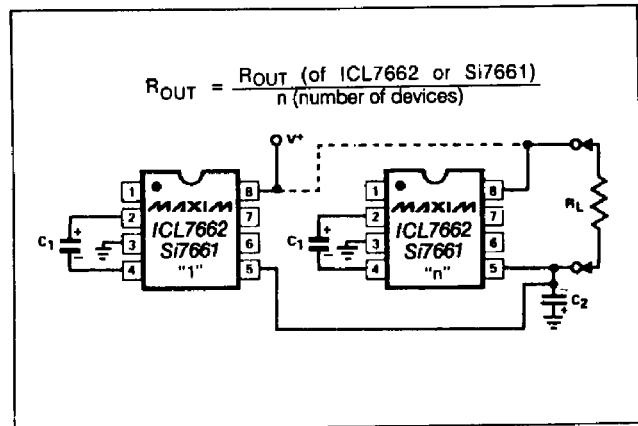 ROUT = ROUT (of ICL7662 or Si7661)
n (number of devices)
V+
1
2
3
4
8
7
6
5
MAXIM
ICL7662
Si7661
"1"
C1
+
−
1
2
3
4
8
7
6
5
MAXIM
ICL7662
Si7661
"n"
C1
+
−
RL
C2
−
+